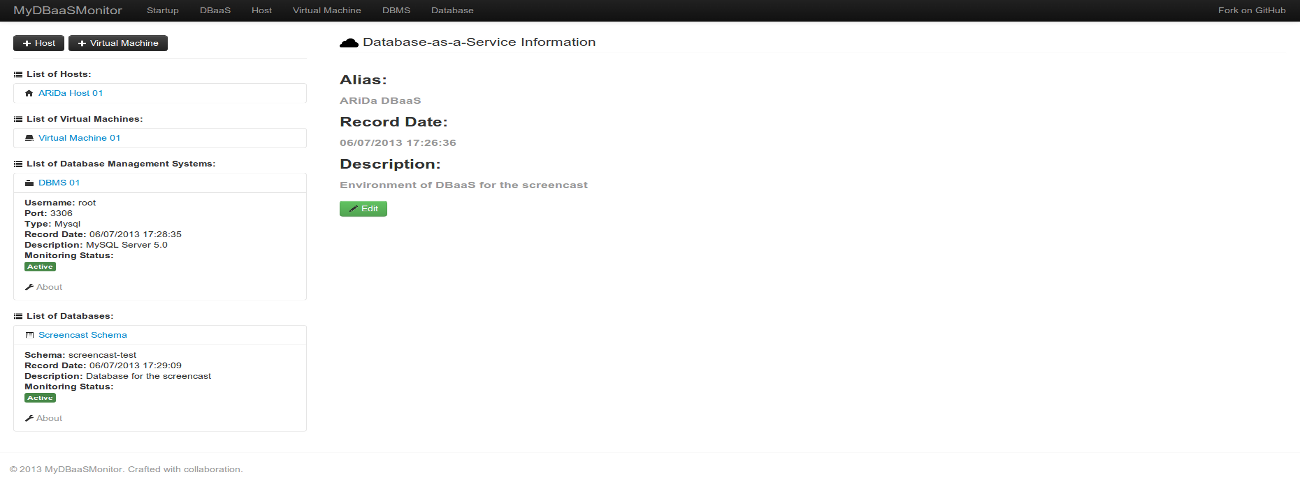 MyDBaaSMonitor Startup DBaaS Host Virtual Machine DBMS Database Fork on GitHub
Host Virtual Machine
List of Hosts:
ARiDa Host 01
List of Virtual Machines:
Virtual Machine 01
List of Database Management Systems:
DBMS 01
Username: root
Port: 3306
Type: Mysql
Record Date: 06/07/2013 17:28:35
Description: MySQL Server 5.0
Monitoring Status:
Active
About
List of Databases:
Screencast Schema
Schema: screencast-test
Record Date: 06/07/2013 17:29:09
Description: Database for the screencast
Monitoring Status:
Active
About
Database-as-a-Service Information
Alias:
ARiDa DBaaS
Record Date:
06/07/2013 17:26:36
Description:
Environment of DBaaS for the screencast
Edit
© 2013 MyDBaaSMonitor. Crafted with collaboration.